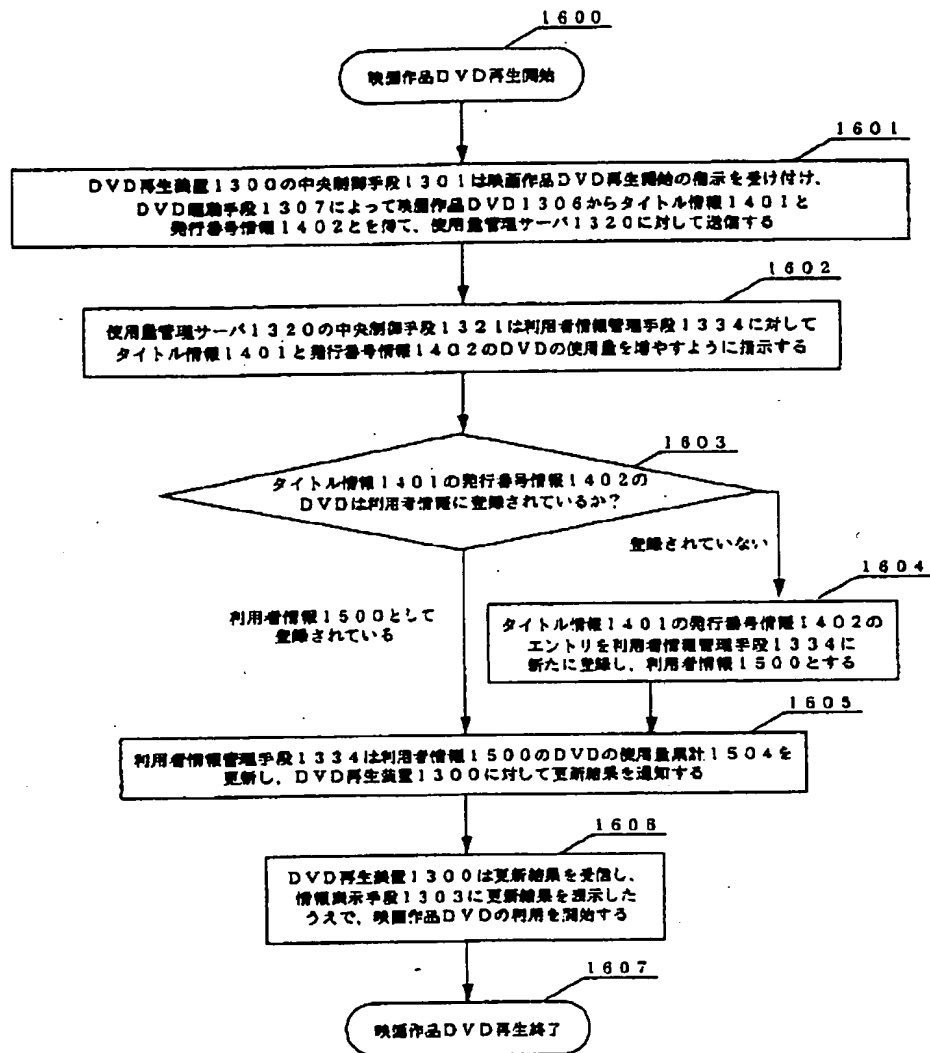 1600
映画作品DVD再生開始
1601
DVD再生装置1300の中央制御手段1301は映画作品DVD再生開始の指示を受け付け、
DVD駆動手段1307によって映画作品DVD1306からタイトル情報1401と
発行番号情報1402とを得て、使用量管理サーバ1320に対して送信する
1602
使用量管理サーバ1320の中央制御手段1321は利用者情報管理手段1334に対して
タイトル情報1401と発行番号情報1402のDVDの使用量を増やすように指示する
1603
タイトル情報1401の発行番号情報1402の
DVDは利用者情報に登録されているか?
登録されていない
1604
利用者情報1500として
登録されている
タイトル情報1401の発行番号情報1402の
エントリを利用者情報管理手段1334に
新たに登録し、利用者情報1500とする
1605
利用者情報管理手段1334は利用者情報1500のDVDの使用量累計1504を
更新し、DVD再生装置1300に対して更新結果を通知する
1606
DVD再生装置1300は更新結果を受信し、
情報表示手段1303に更新結果を提示した
うえで、映画作品DVDの利用を開始する
1607
映画作品DVD再生終了